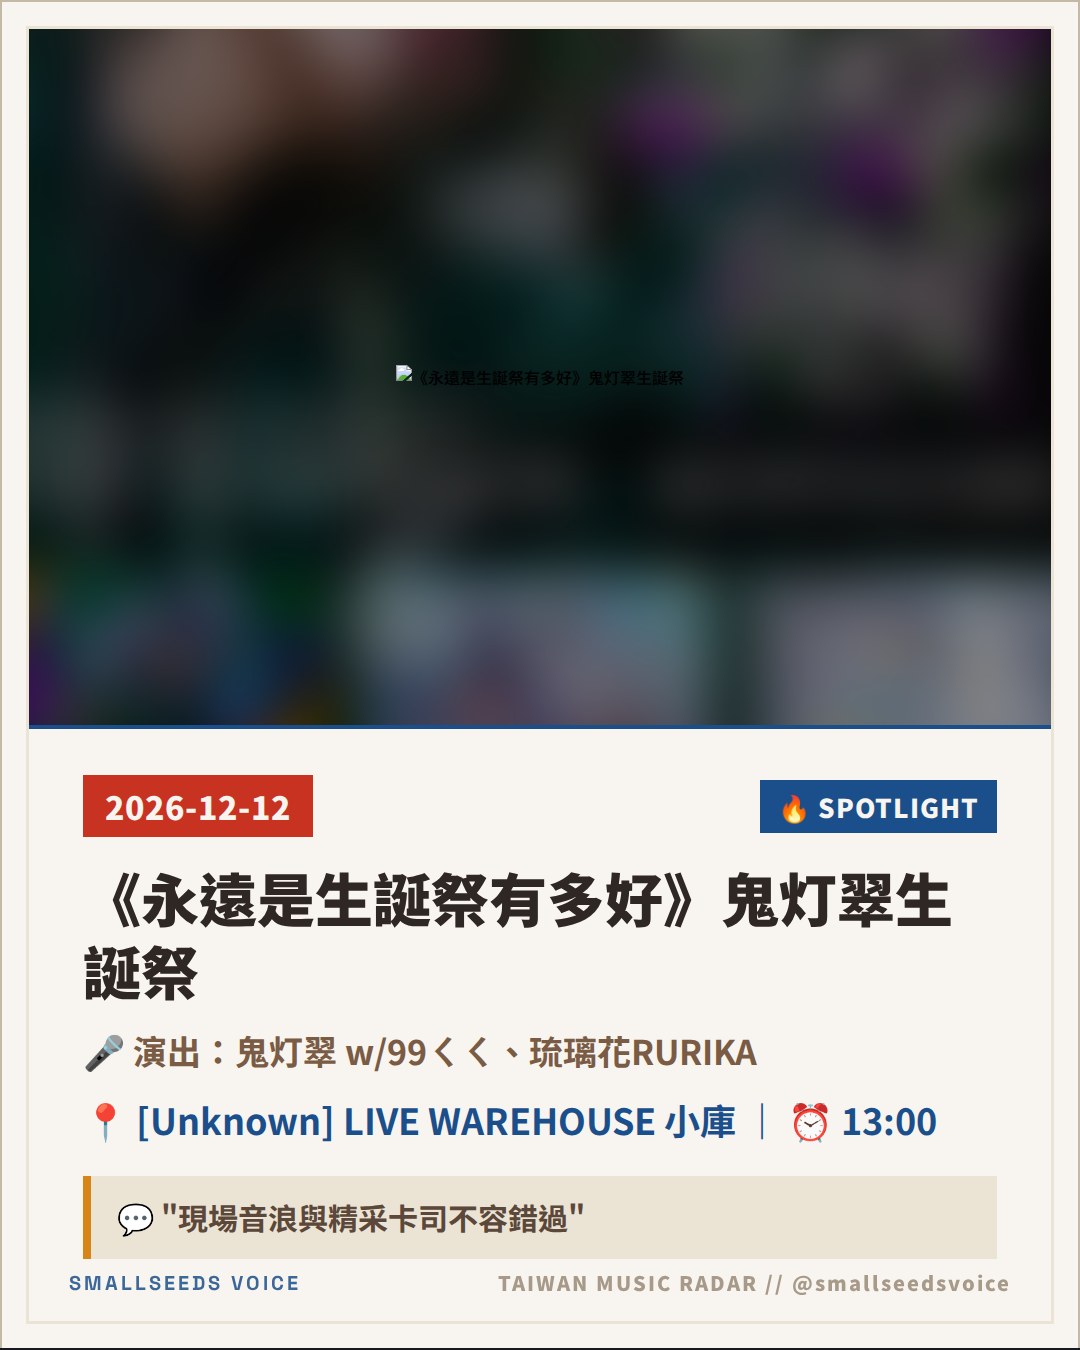 《永遠是生誕祭有多好》鬼灯翠生誕祭
2026-12-12
🔥 SPOTLIGHT
《永遠是生誕祭有多好》鬼灯翠生
誕祭
🎤 演出：鬼灯翠 w/99くく、琉璃花RURIKA
📍 [Unknown] LIVE WAREHOUSE 小庫 ｜ ⏰ 13:00
💬 "現場音浪與精采卡司不容錯過"
SMALLSEEDS VOICE
TAIWAN MUSIC RADAR // @smallseedsvoice